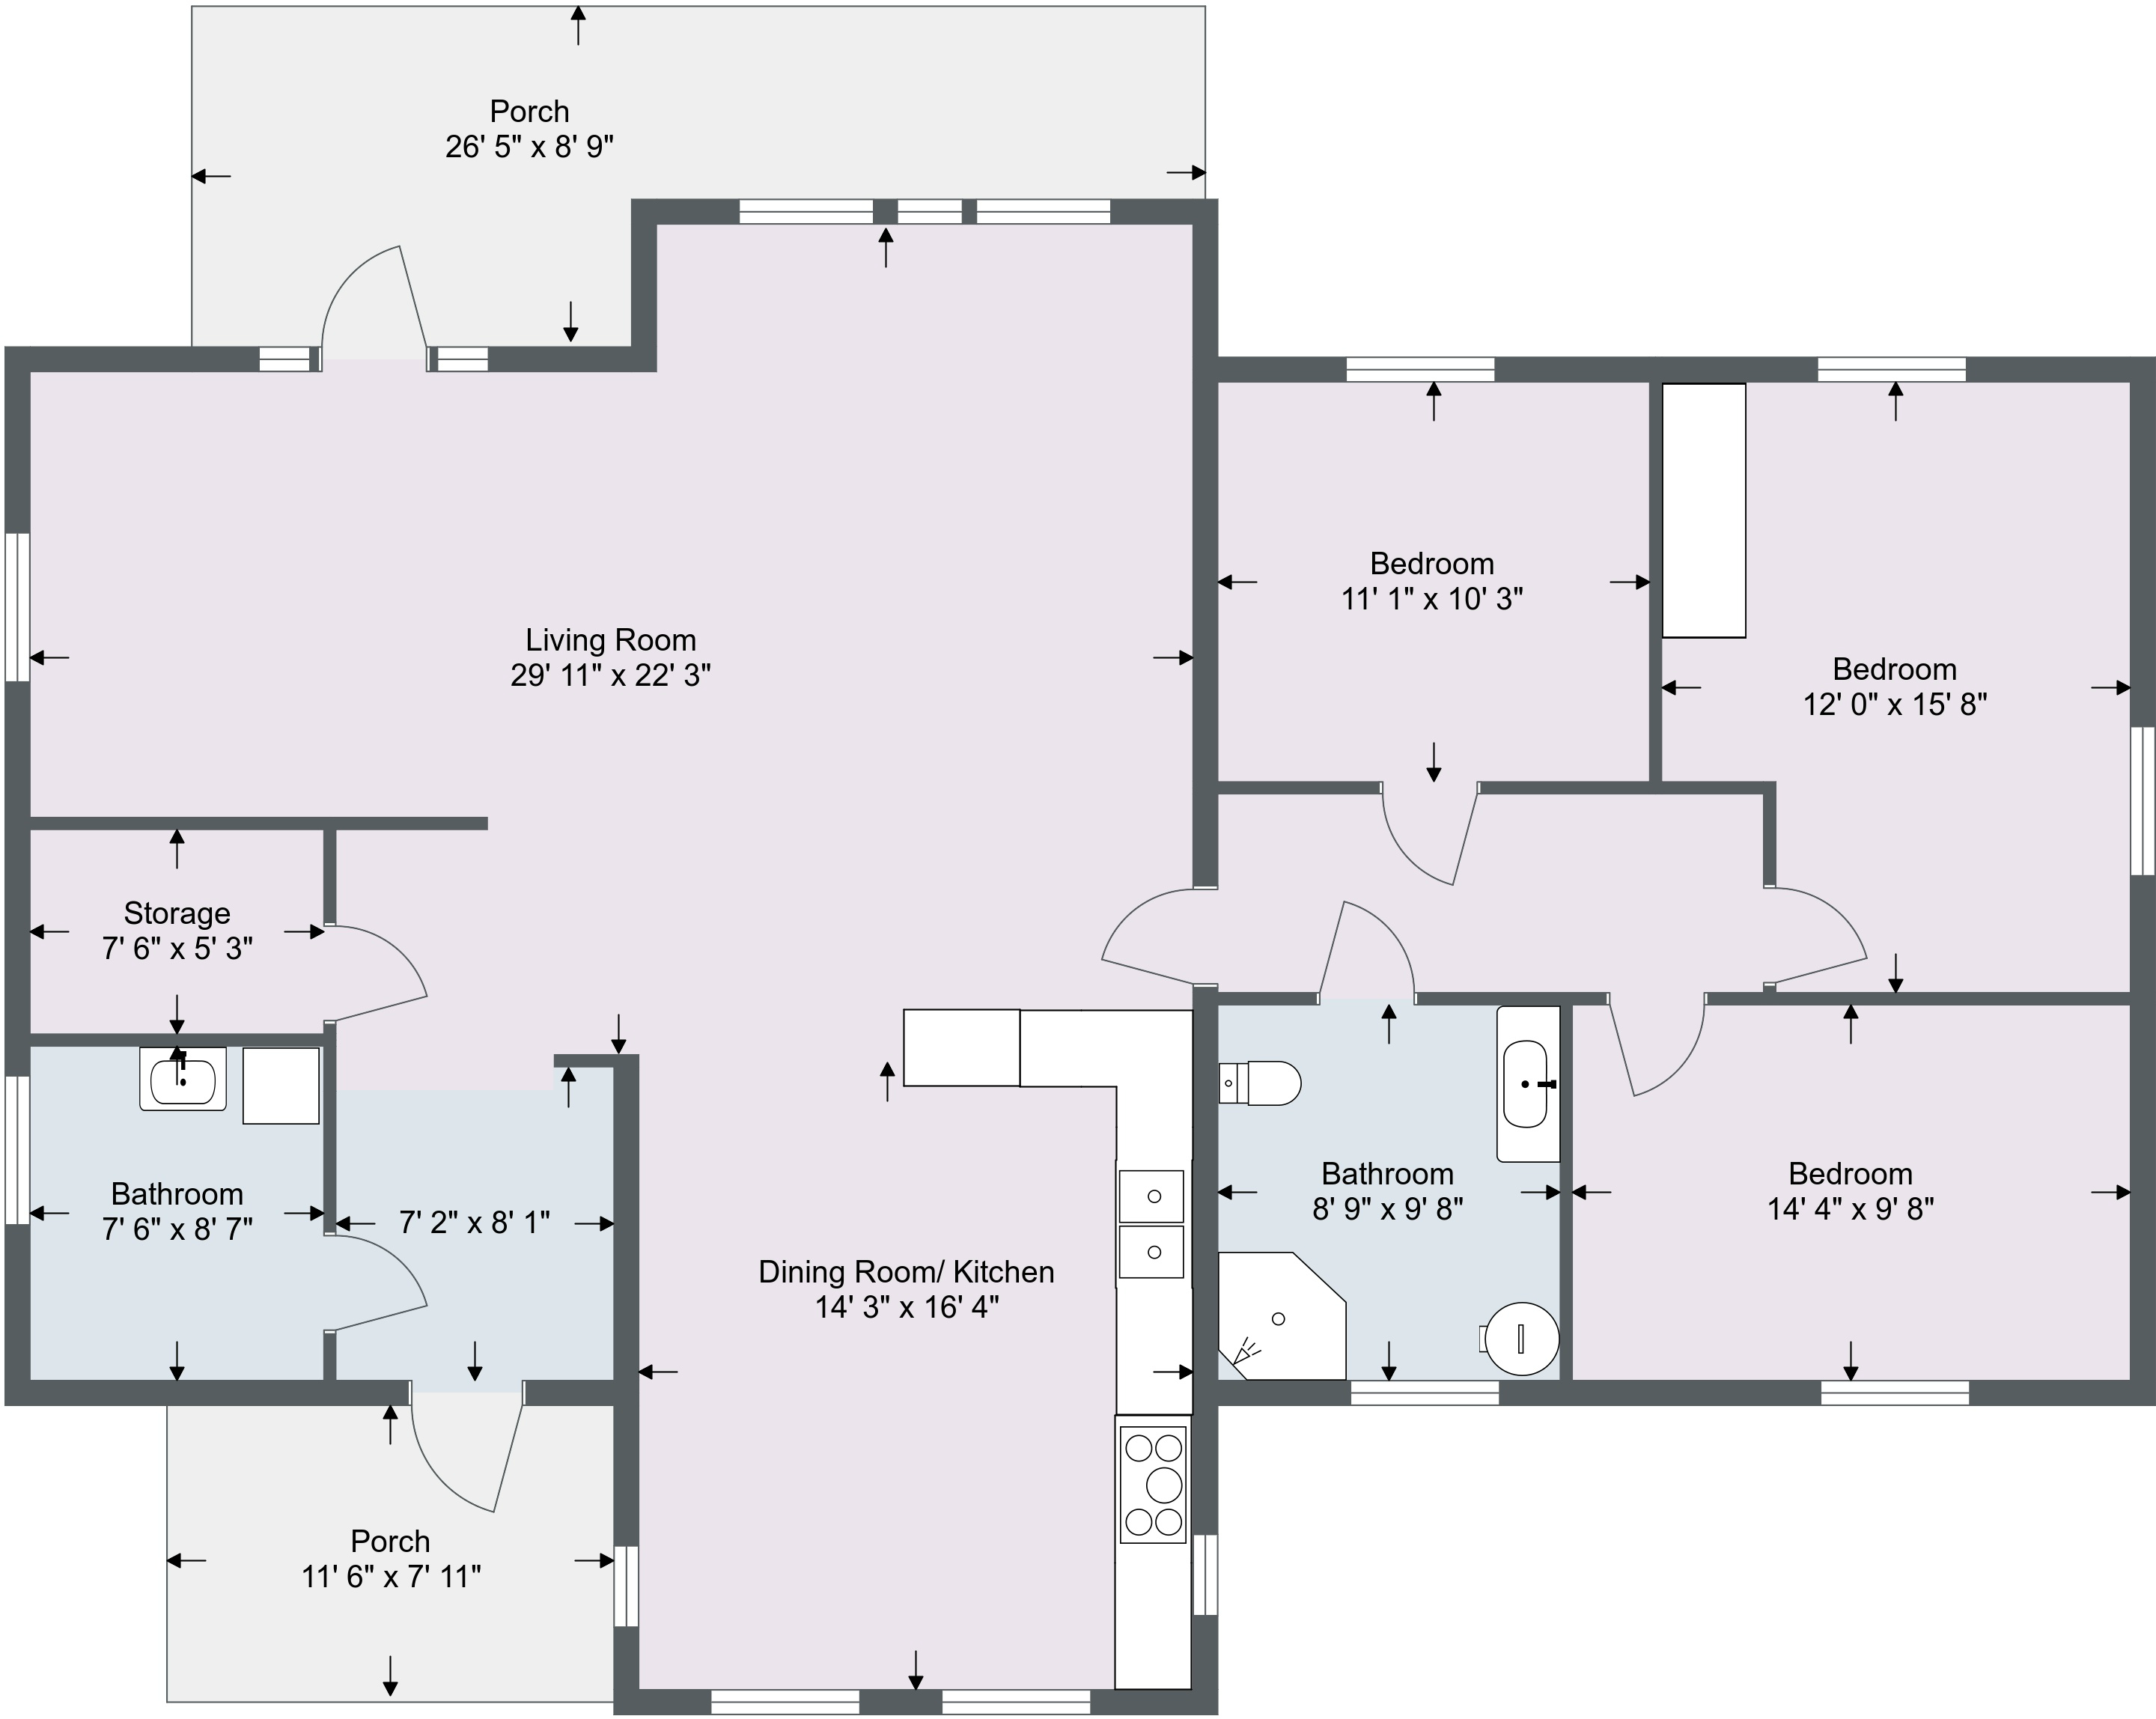 Porch
26' 5" x 8' 9"
Living Room
29' 11" x 22' 3"
Bedroom
11' 1" x 10' 3"
Bedroom
12' 0" x 15' 8"
Storage
7' 6" x 5' 3"
Bathroom
7' 6" x 8' 7"
7' 2" x 8' 1"
Dining Room/ Kitchen
14' 3" x 16' 4"
Bathroom
8' 9" x 9' 8"
Bedroom
14' 4" x 9' 8"
Porch
11' 6" x 7' 11"